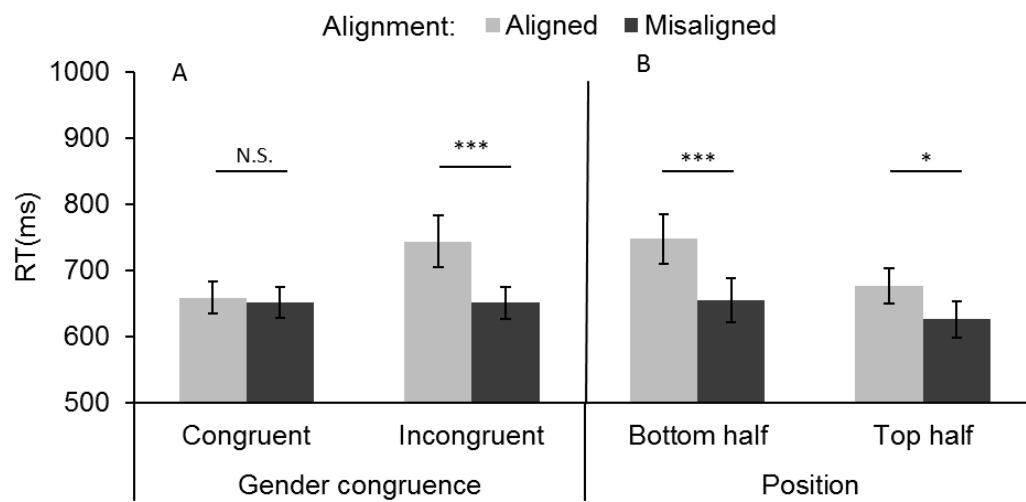 Alignment: Aligned Misaligned
A B
RT(ms)
1000
900
800
700
600
500
N.S. *** *** *
Congruent Incongruent Bottom half Top half
Gender congruence Position